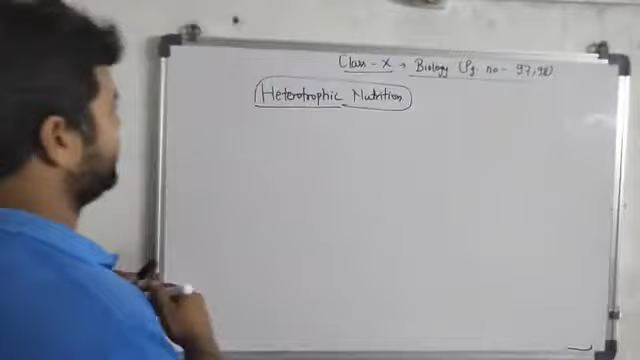 Class - X → Biology (Pg. no - 97,98)
Heterotrophic Nutrition